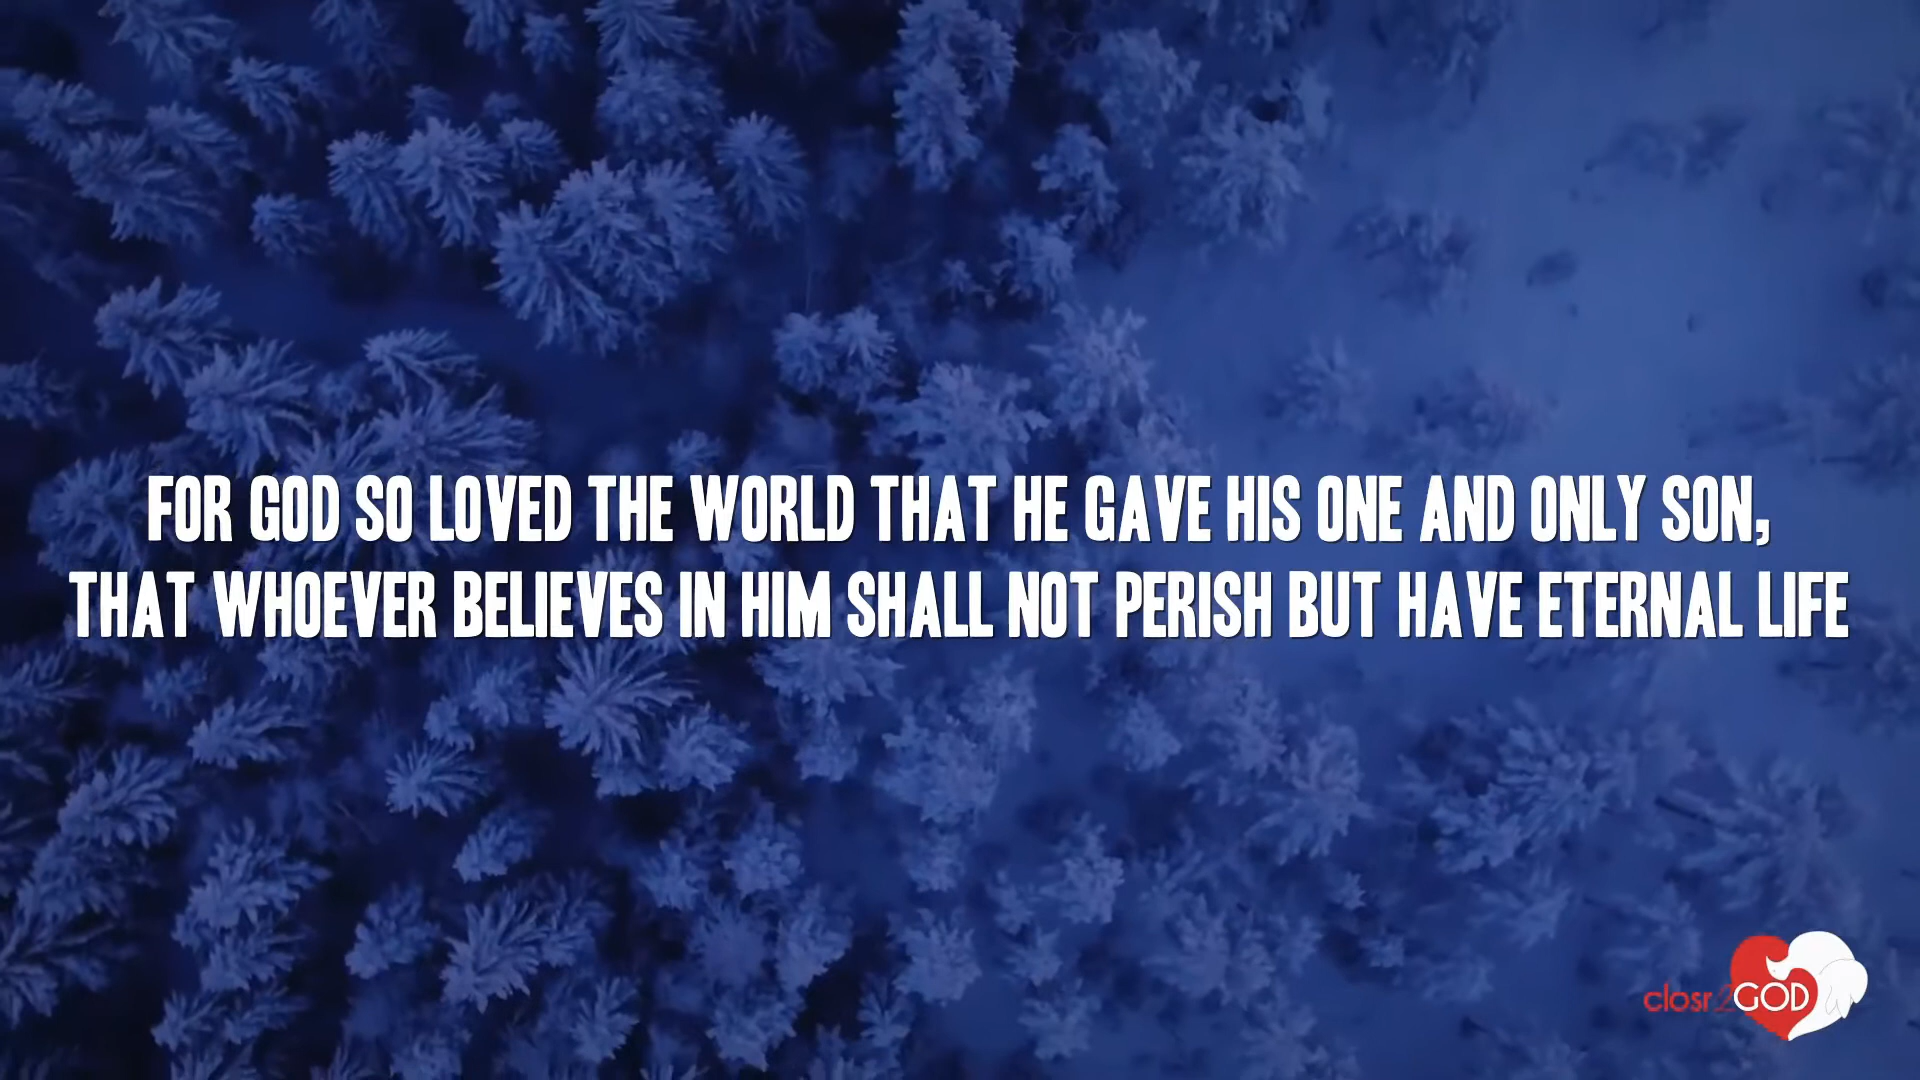 FOR GOD SO LOVED THE WORLD THAT HE GAVE HIS ONE AND ONLY SON,
THAT WHOEVER BELIEVES IN HIM SHALL NOT PERISH BUT HAVE ETERNAL LIFE
closr2GOD